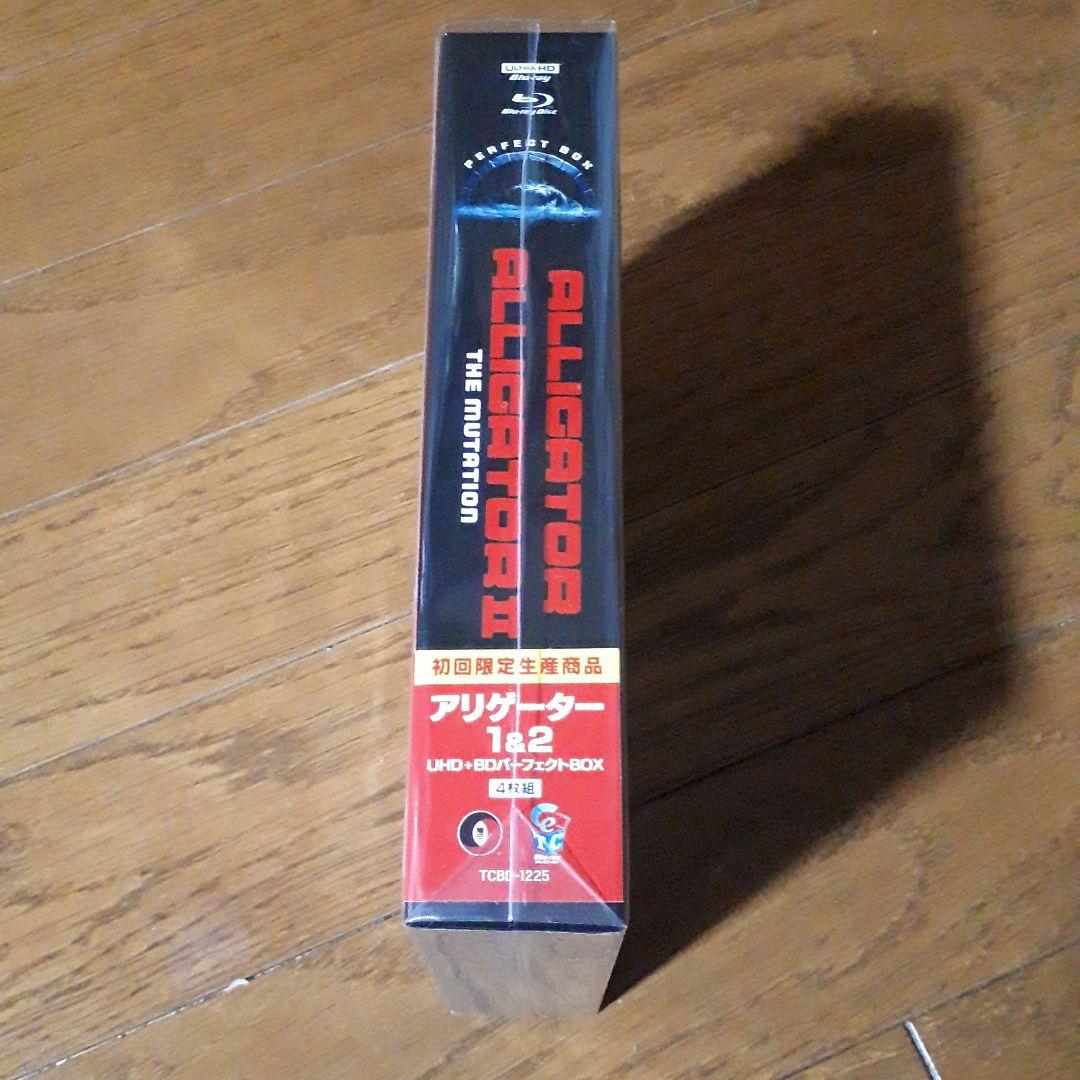 ULTRA HD
Blu-ray
Blu-ray Disc
PERFECT BOX
ALLIGATOR
ALLIGATOR II
THE MUTATION
初回限定生産商品
アリゲーター
1&2
UHD+BDパーフェクトBOX
4枚組
TCBD-1225